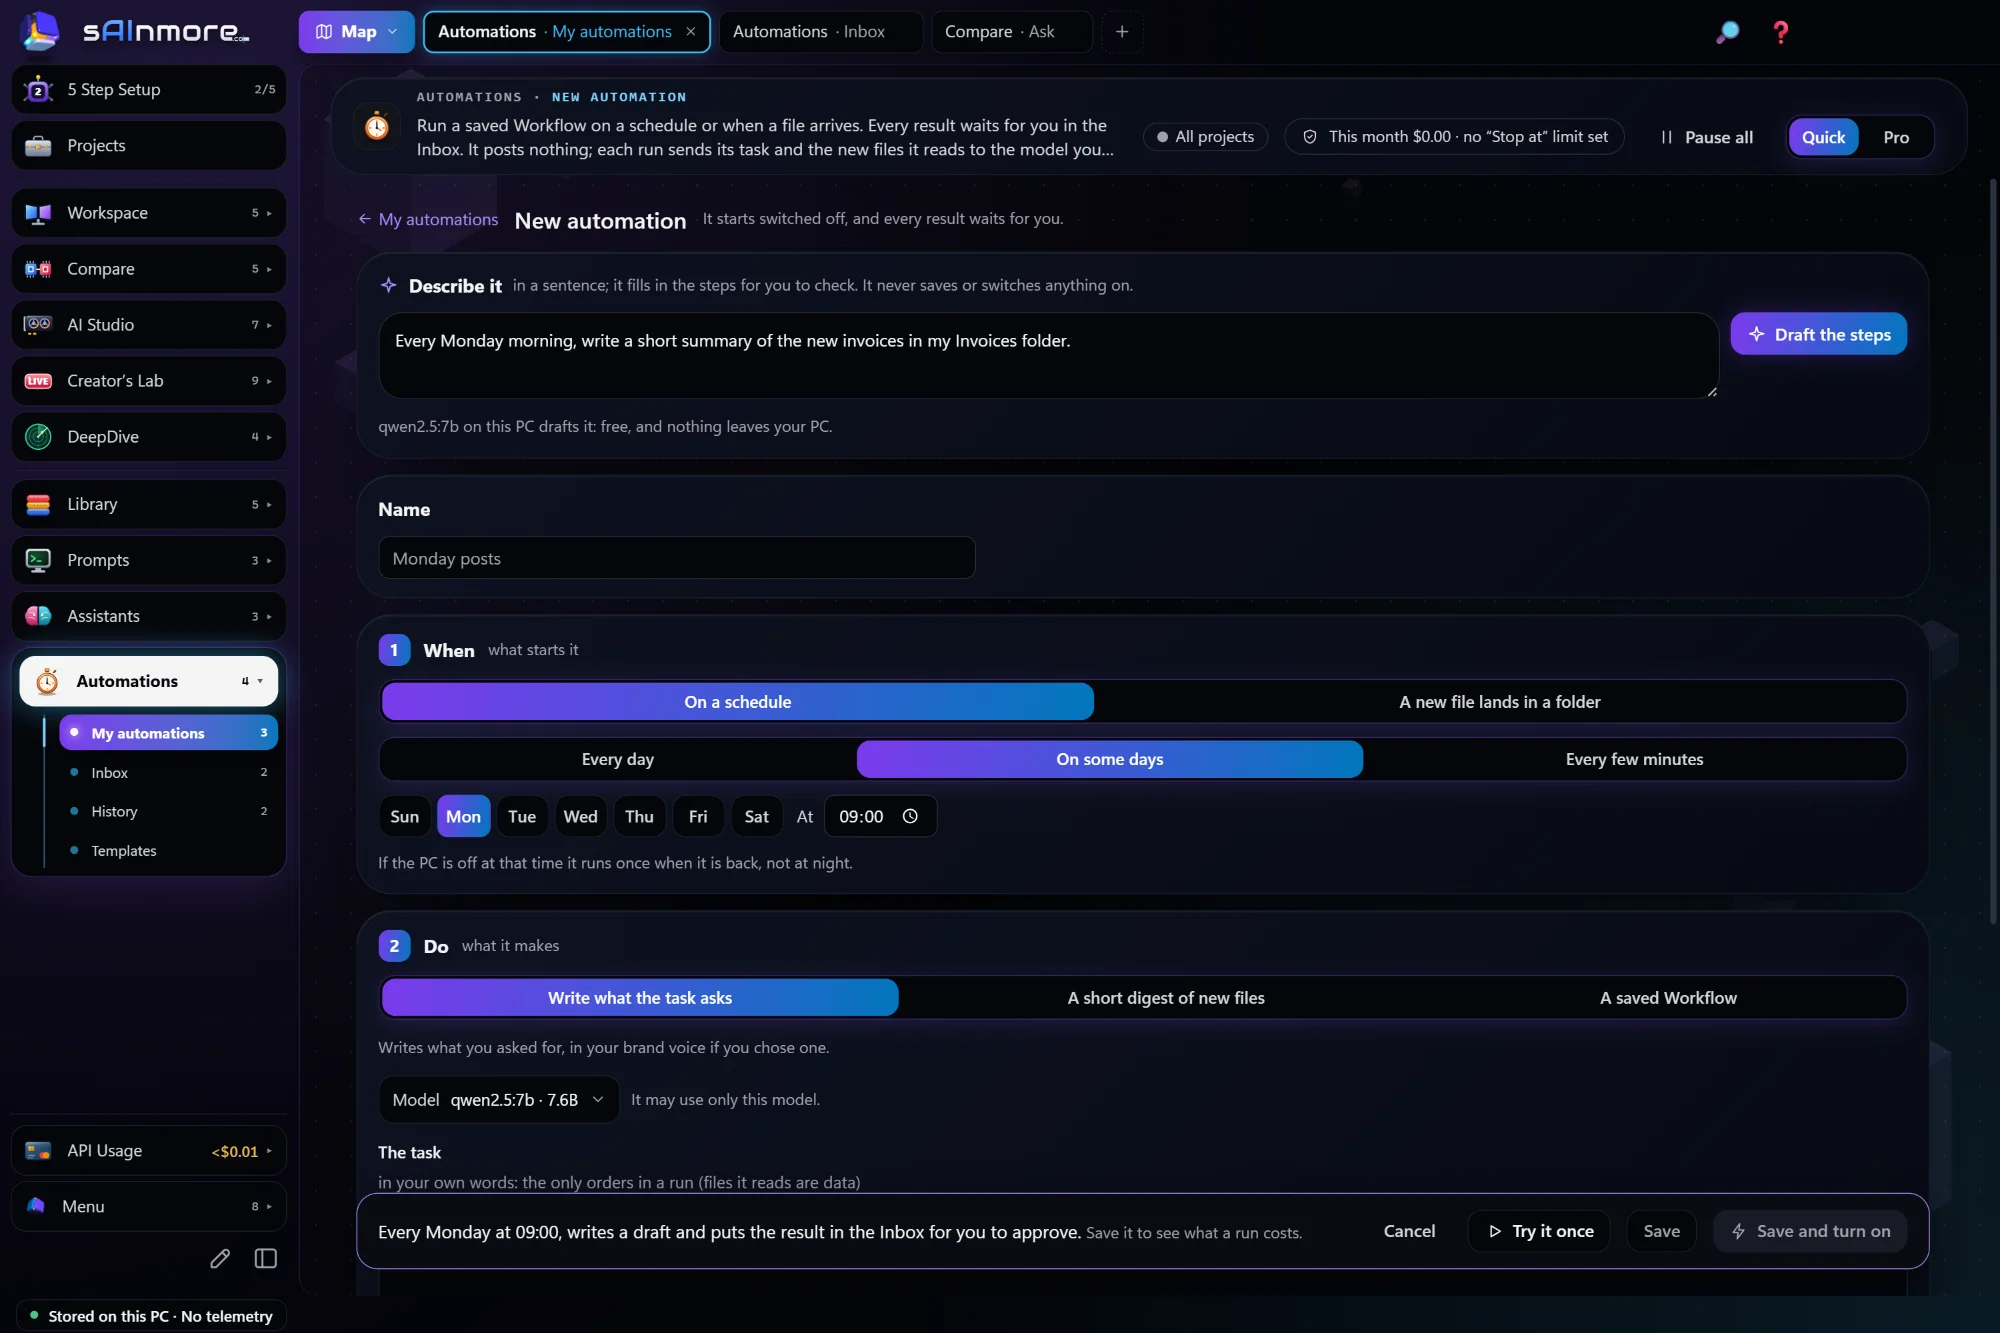 sAInmore.com
Map
Automations · My automations ×
Automations · Inbox
Compare · Ask
+
?
5 Step Setup 2/5
Projects
Workspace 5
Compare 5
AI Studio 7
LIVE Creator's Lab 9
DeepDive 4
Library 5
Prompts 3
Assistants 3
Automations 4
My automations 3
Inbox 2
History 2
Templates
API Usage <$0.01
Menu 8
Stored on this PC · No telemetry
AUTOMATIONS · NEW AUTOMATION
Run a saved Workflow on a schedule or when a file arrives. Every result waits for you in the
Inbox. It posts nothing; each run sends its task and the new files it reads to the model you...
All projects
This month $0.00 · no “Stop at” limit set
Pause all
Quick
Pro
← My automations New automation It starts switched off, and every result waits for you.
Describe it in a sentence; it fills in the steps for you to check. It never saves or switches anything on.
Every Monday morning, write a short summary of the new invoices in my Invoices folder.
Draft the steps
qwen2.5:7b on this PC drafts it: free, and nothing leaves your PC.
Name
Monday posts
1 When what starts it
On a schedule A new file lands in a folder
Every day On some days Every few minutes
Sun Mon Tue Wed Thu Fri Sat At 09:00
If the PC is off at that time it runs once when it is back, not at night.
2 Do what it makes
Write what the task asks A short digest of new files A saved Workflow
Writes what you asked for, in your brand voice if you chose one.
Model qwen2.5:7b · 7.6B It may use only this model.
The task
in your own words: the only orders in a run (files it reads are data)
Every Monday at 09:00, writes a draft and puts the result in the Inbox for you to approve. Save it to see what a run costs.
Cancel Try it once Save Save and turn on